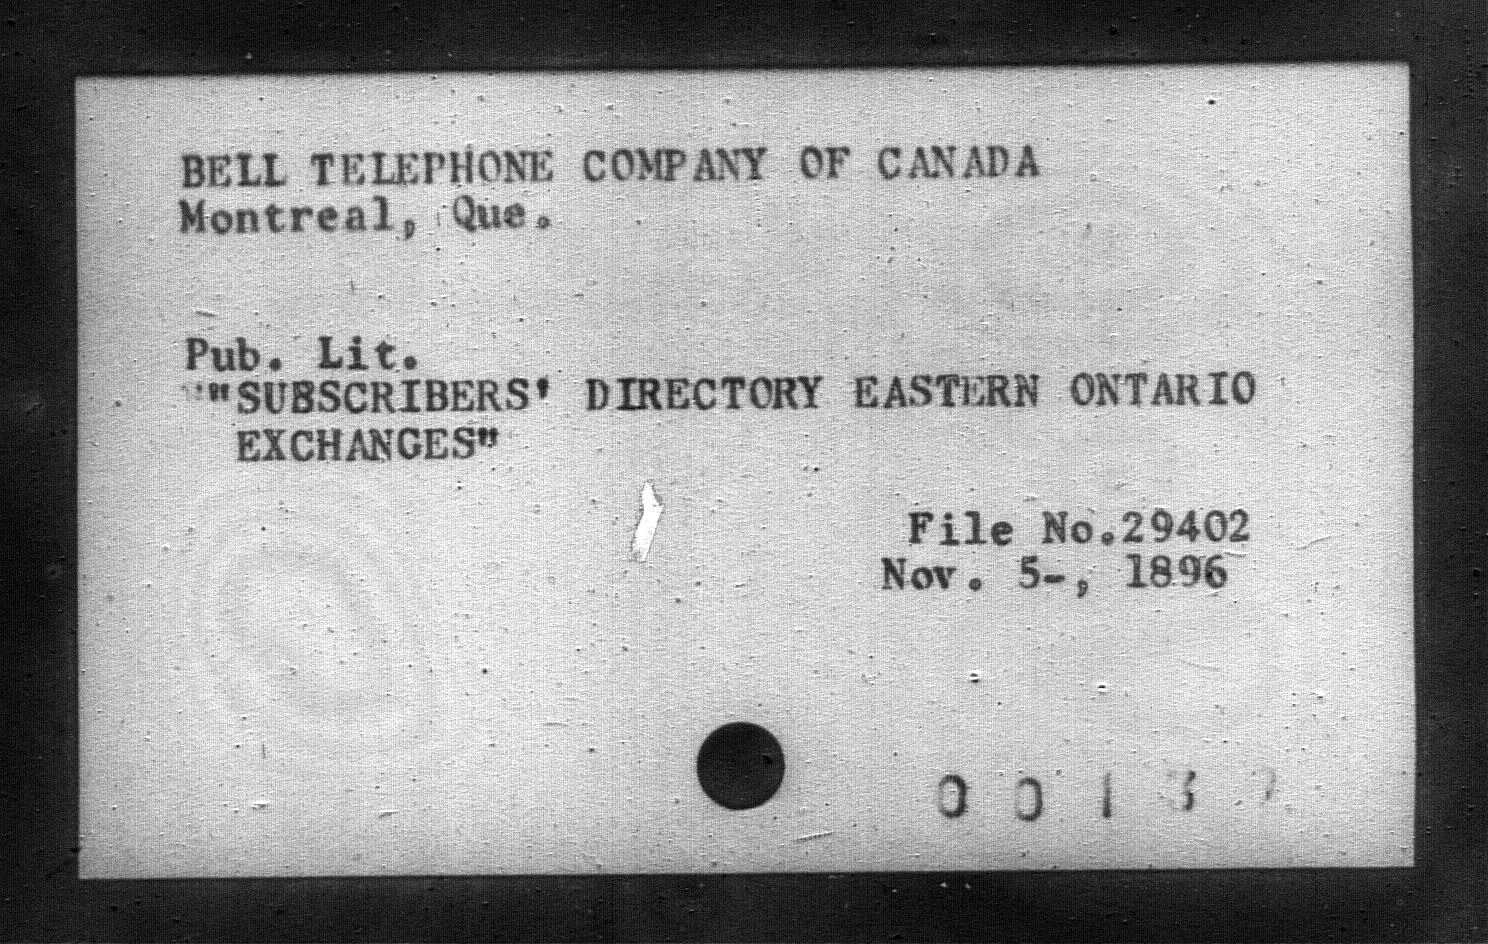 BELL TELEPHONE COMPANY OF CANADA
Montreal, Que.
Pub. Lit.
"SUBSCRIBERS' DIRECTORY EASTERN ONTARIO
EXCHANGES"
File No.29402
Nov. 5-, 1896